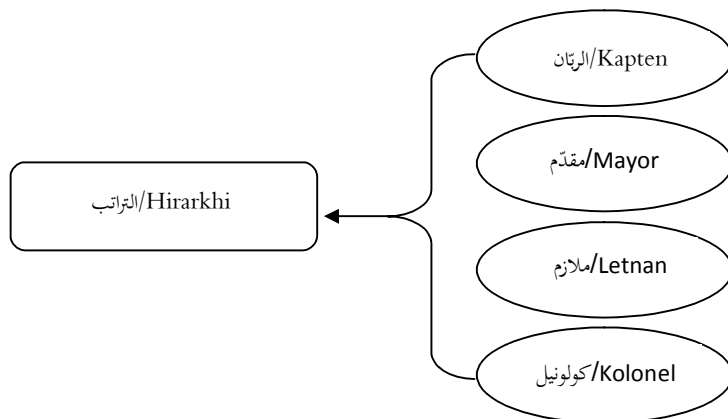 الربّان/Kapten
مقدّم/Mayor
التراتب/Hirarkhi
ملازم/Letnan
كولونيل/Kolonel